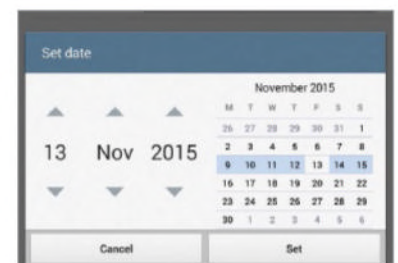 Set date
November 2015
M T W T F S S
26 27 28 29 30 31 1
2 3 4 5 6 7 8
13 Nov 2015
9 10 11 12 13 14 15
16 17 18 19 20 21 22
23 24 25 26 27 28 29
30 1 2 3 4 5 6
Cancel Set